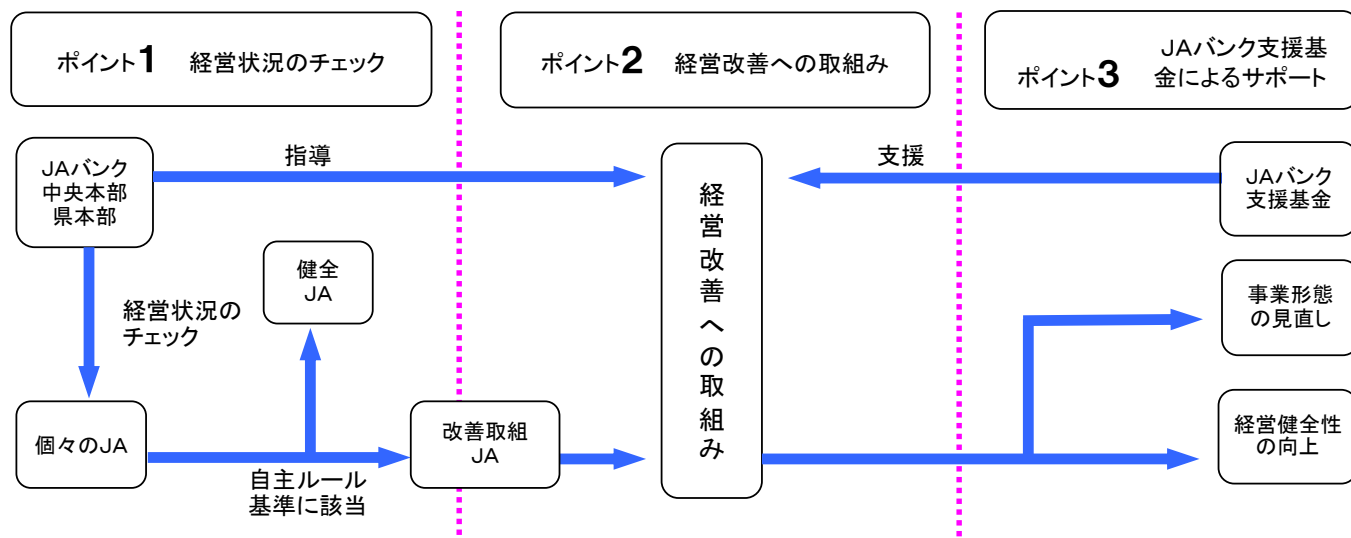 ポイント1 経営状況のチェック
ポイント2 経営改善への取組み
JAバンク支援基
ポイント3 金によるサポート
JAバンク
中央本部
県本部
指導
支援
JAバンク
支援基金
経営改善への取組み
健全
JA
経営状況の
チェック
事業形態
の見直し
個々のJA
自主ルール
基準に該当
改善取組
JA
経営健全性
の向上